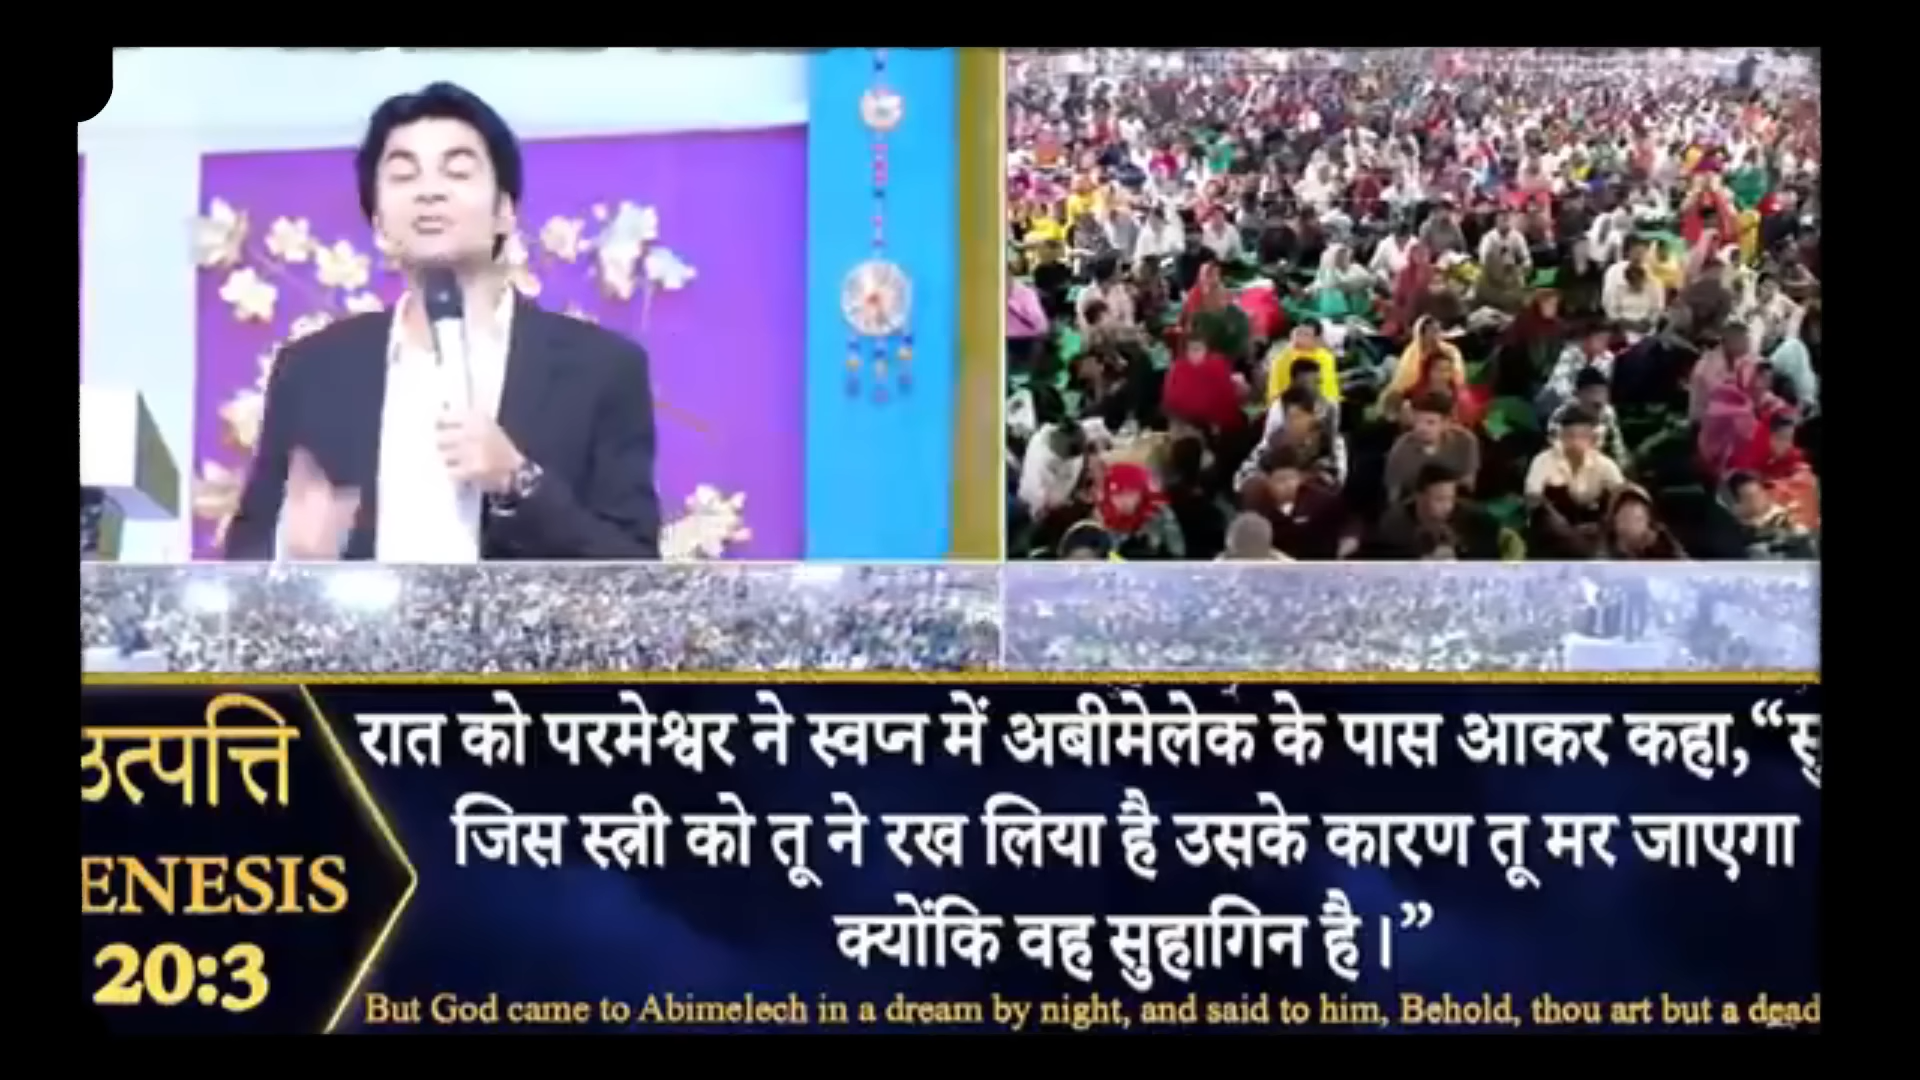 उत्पत्ति
ENESIS
20:3
रात को परमेश्वर ने स्वप्न में अबीमेलेक के पास आकर कहा,“सु
जिस स्त्री को तू ने रख लिया है उसके कारण तू मर जाएगा
क्योंकि वह सुहागिन है।”
But God came to Abimelech in a dream by night, and said to him, Behold, thou art but a dead